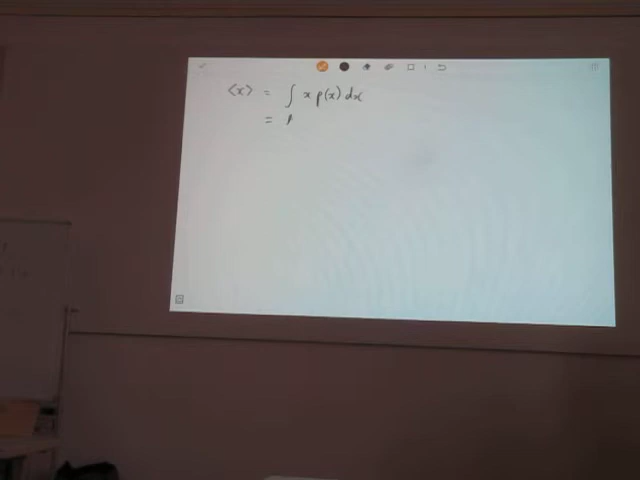 ⟨x⟩ = ∫ x p(x) dx
=